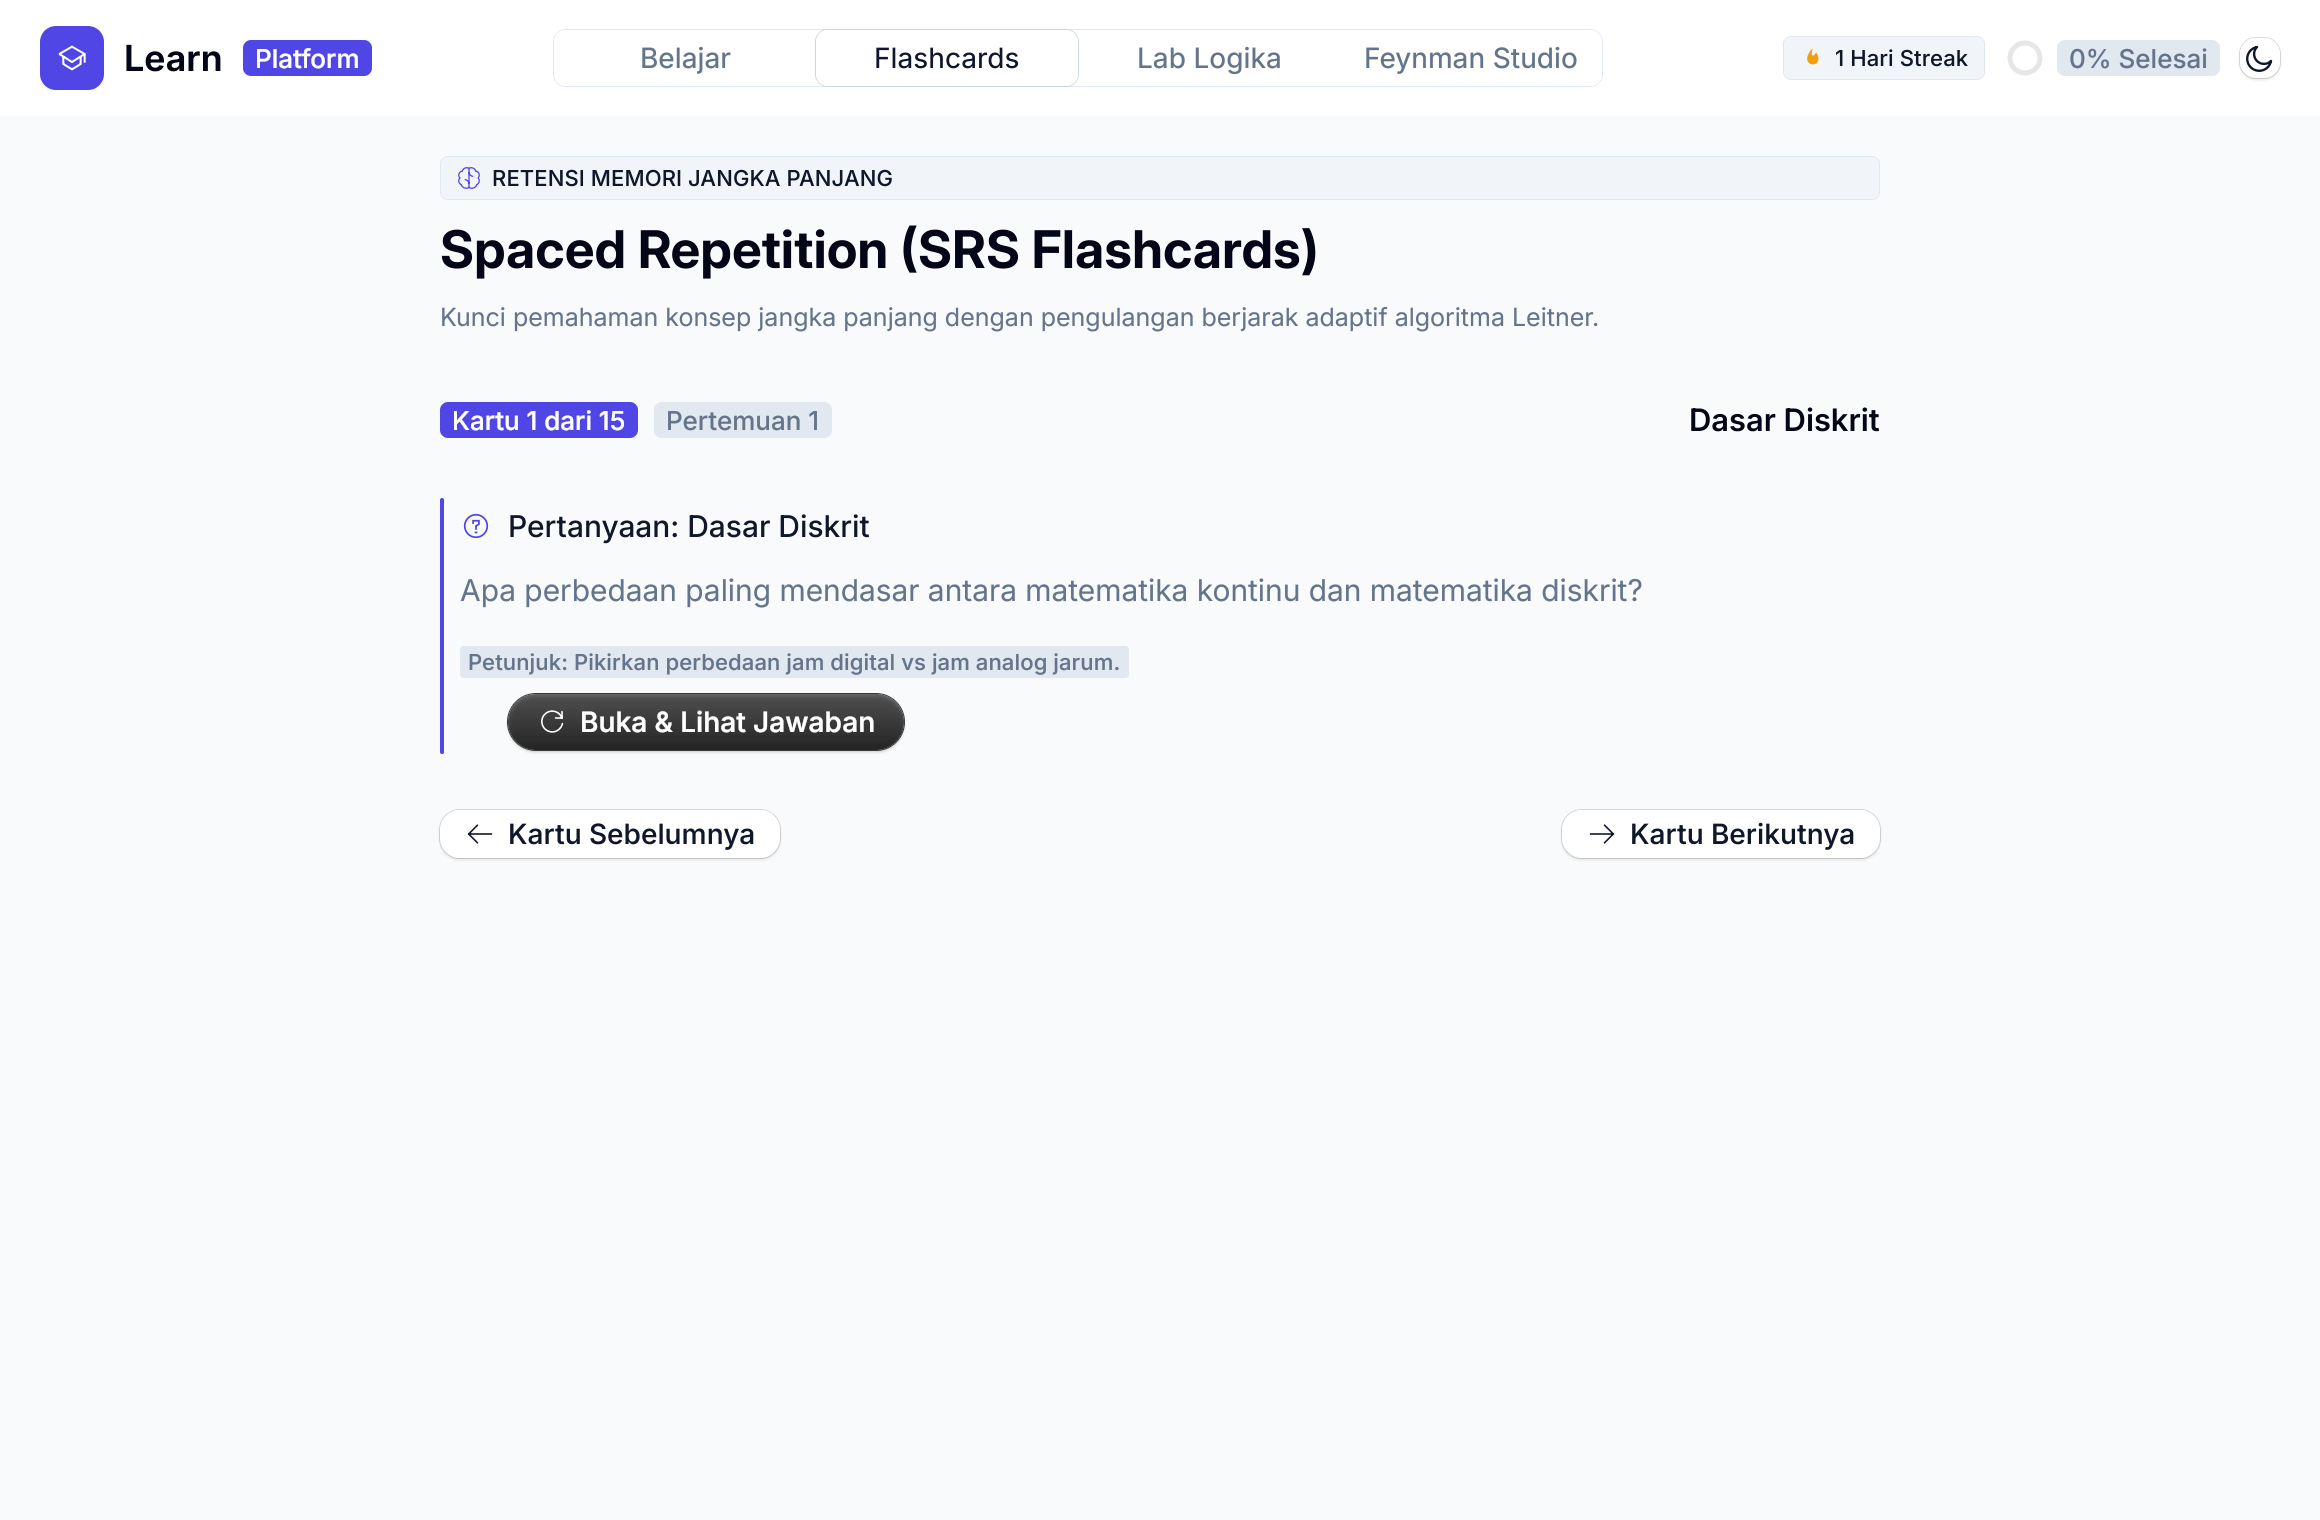 Learn Platform
Belajar Flashcards Lab Logika Feynman Studio
1 Hari Streak 0% Selesai
RETENSI MEMORI JANGKA PANJANG
Spaced Repetition (SRS Flashcards)
Kunci pemahaman konsep jangka panjang dengan pengulangan berjarak adaptif algoritma Leitner.
Kartu 1 dari 15 Pertemuan 1 Dasar Diskrit
Pertanyaan: Dasar Diskrit
Apa perbedaan paling mendasar antara matematika kontinu dan matematika diskrit?
Petunjuk: Pikirkan perbedaan jam digital vs jam analog jarum.
Buka & Lihat Jawaban
Kartu Sebelumnya Kartu Berikutnya